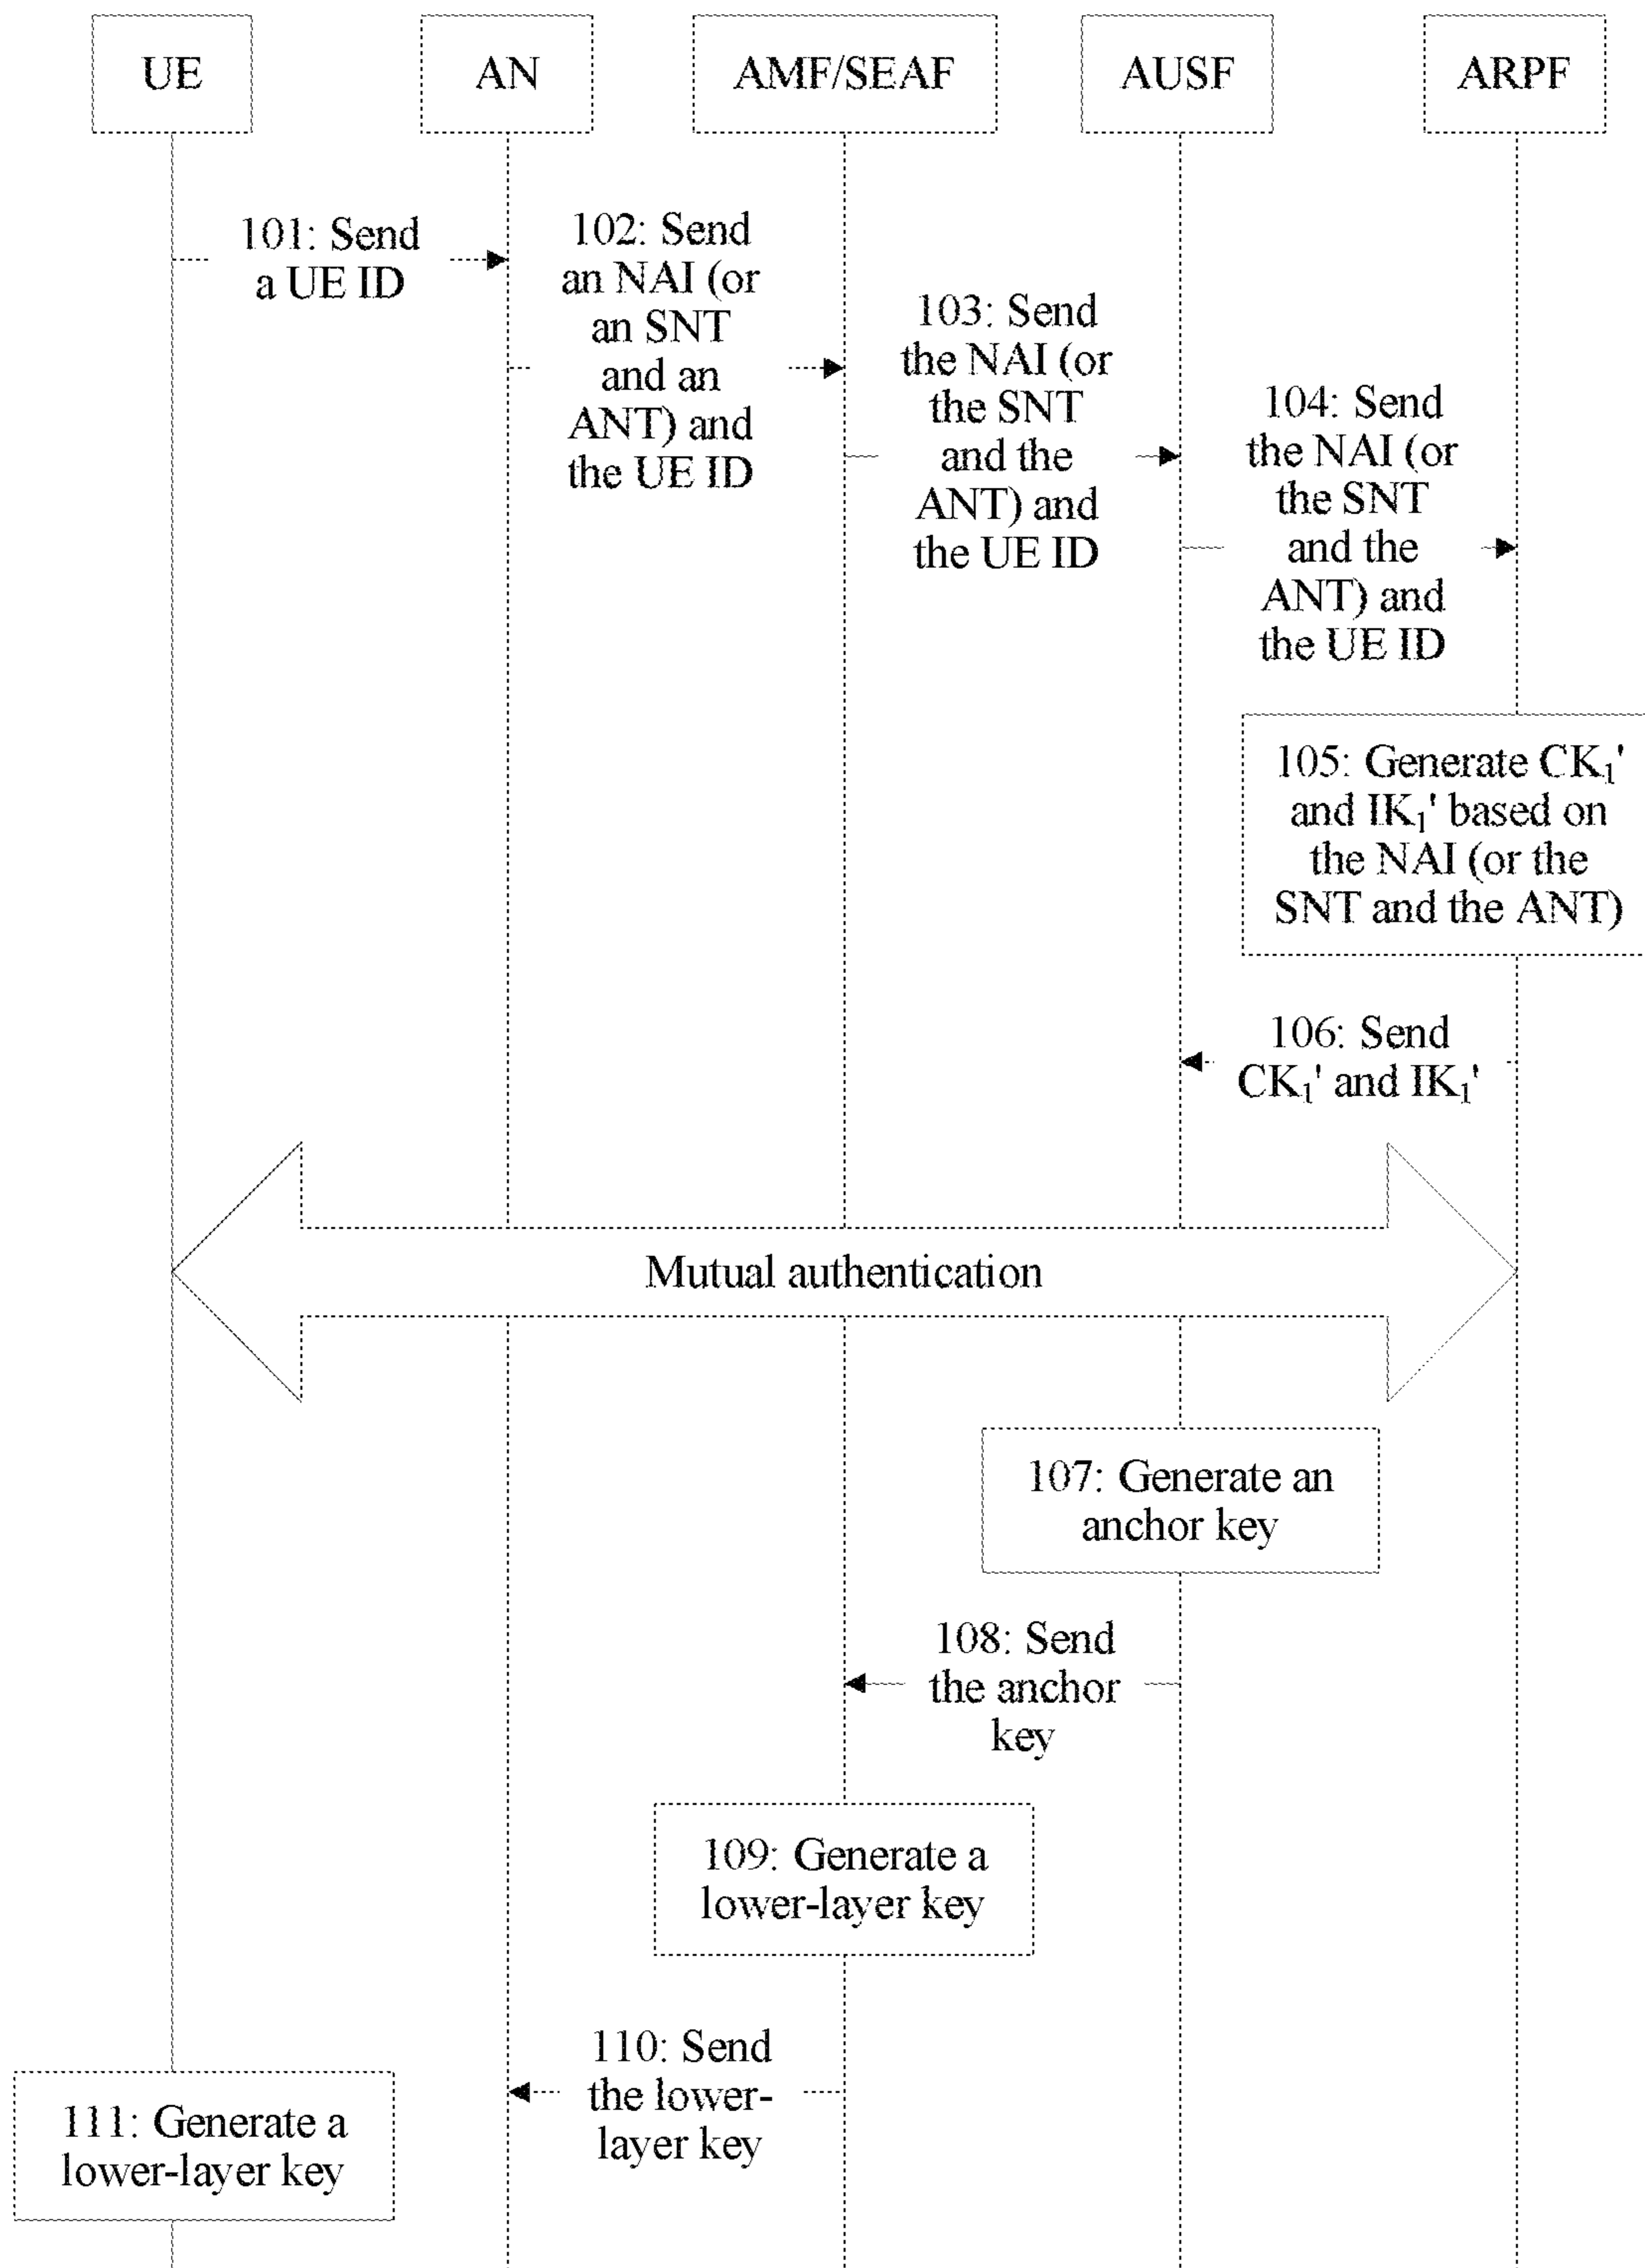 UE
AN
AMF/SEAF
AUSF
ARPF
101: Send
a UE ID
102: Send
an NAI (or
an SNT
and an
ANT) and
the UE ID
103: Send
the NAI (or
the SNT
and the
ANT) and
the UE ID
104: Send
the NAI (or
the SNT
and the
ANT) and
the UE ID
105: Generate CK₁'
and IK₁' based on
the NAI (or the
SNT and the ANT)
106: Send
CK₁' and IK₁'
Mutual authentication
107: Generate an
anchor key
108: Send
the anchor
key
109: Generate a
lower-layer key
110: Send
the lower-
layer key
111: Generate a
lower-layer key